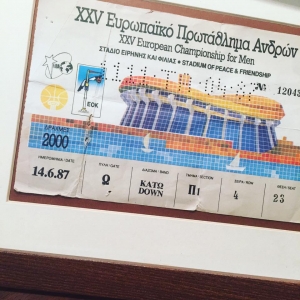 XXV Ευρωπαϊκό Πρωτάθλημα Ανδρών
XXV European Championship for Men
ΣΤΑΔΙΟ ΕΙΡΗΝΗΣ ΚΑΙ ΦΙΛΙΑΣ • STADIUM OF PEACE & FRIENDSHIP
12043
ΕΟΚ
2000
ΗΜΕΡΟΜΗΝΙΑ / DATE
14.6.87
ΠΥΛΗ / GATE
Ω
ΔΙΑΖΩΜΑ / BAND
ΚΑΤΩ
DOWN
ΤΜΗΜΑ / SECTION
Π1
ΣΕΙΡΑ / ROW
4
ΘΕΣΗ / SEAT
23